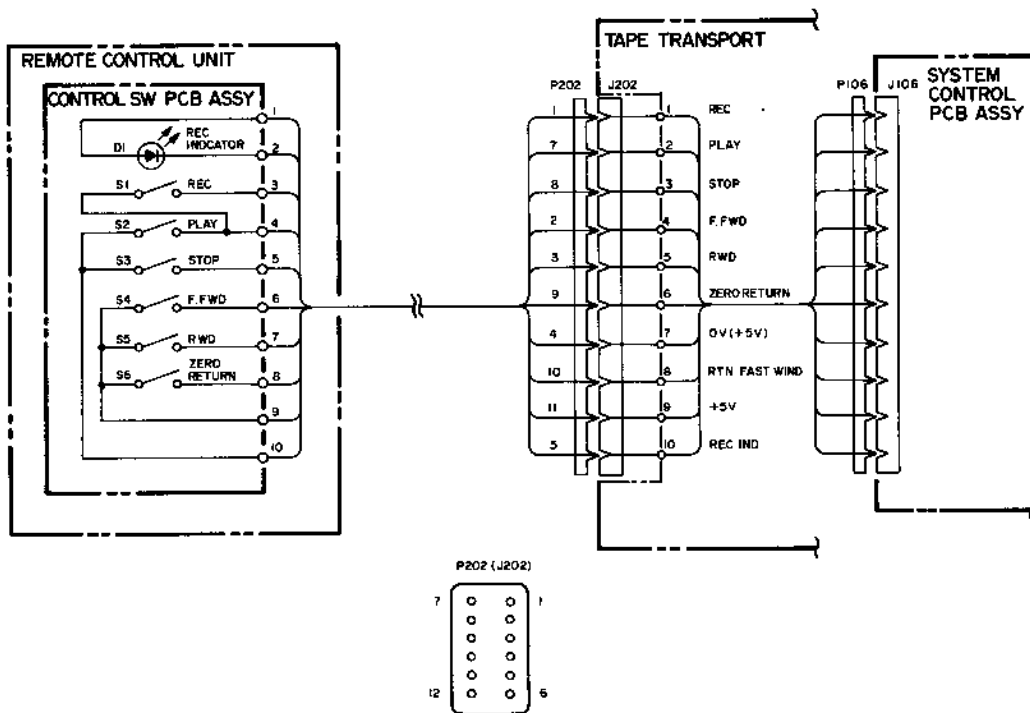 REMOTE CONTROL UNIT
CONTROL SW PCB ASSY
D1
REC
INDCATOR
S1
REC
S2
PLAY
S3
STOP
S4
F.FWD
S5
RWD
S6
ZERO
RETURN
1
2
3
4
5
6
7
8
9
10
TAPE TRANSPORT
P202 J202
1 1 REC
7 2 PLAY
8 3 STOP
2 4 F.FWD
3 5 RWD
9 6 ZERO RETURN
4 7 0V(+5V)
10 8 RTN FAST WIND
11 9 +5V
5 10 REC IND
P106 J106
SYSTEM
CONTROL
PCB ASSY
P202 (J202)
7 1
12 6